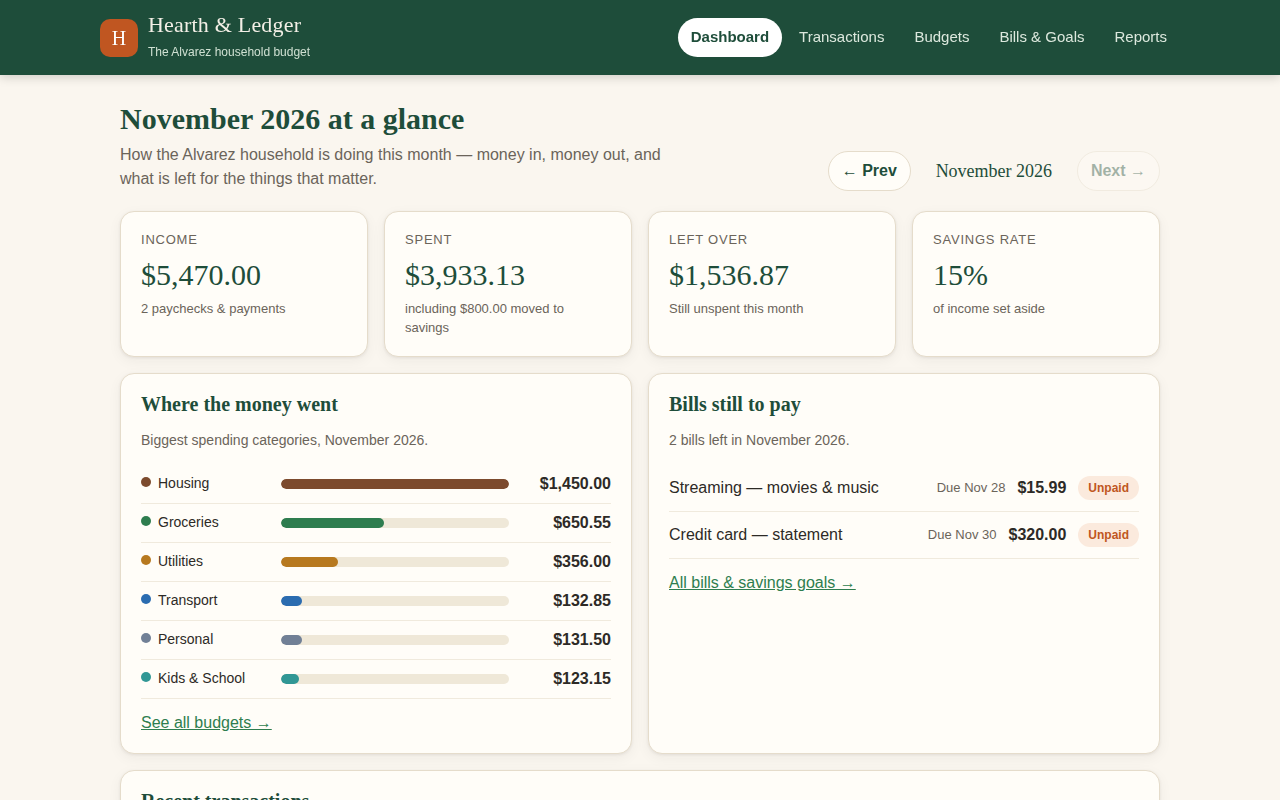 H
Hearth & Ledger
The Alvarez household budget
Dashboard
Transactions
Budgets
Bills & Goals
Reports
November 2026 at a glance
How the Alvarez household is doing this month — money in, money out, and
what is left for the things that matter.
← Prev
November 2026
Next →
INCOME
$5,470.00
2 paychecks & payments
SPENT
$3,933.13
including $800.00 moved to
savings
LEFT OVER
$1,536.87
Still unspent this month
SAVINGS RATE
15%
of income set aside
Where the money went
Biggest spending categories, November 2026.
Housing $1,450.00
Groceries $650.55
Utilities $356.00
Transport $132.85
Personal $131.50
Kids & School $123.15
See all budgets →
Bills still to pay
2 bills left in November 2026.
Streaming — movies & music Due Nov 28 $15.99 Unpaid
Credit card — statement Due Nov 30 $320.00 Unpaid
All bills & savings goals →
Recent transactions